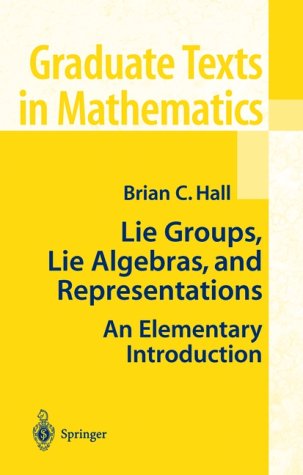 Graduate Texts
in Mathematics
Brian C. Hall
Lie Groups,
Lie Algebras, and
Representations
An Elementary
Introduction
Springer